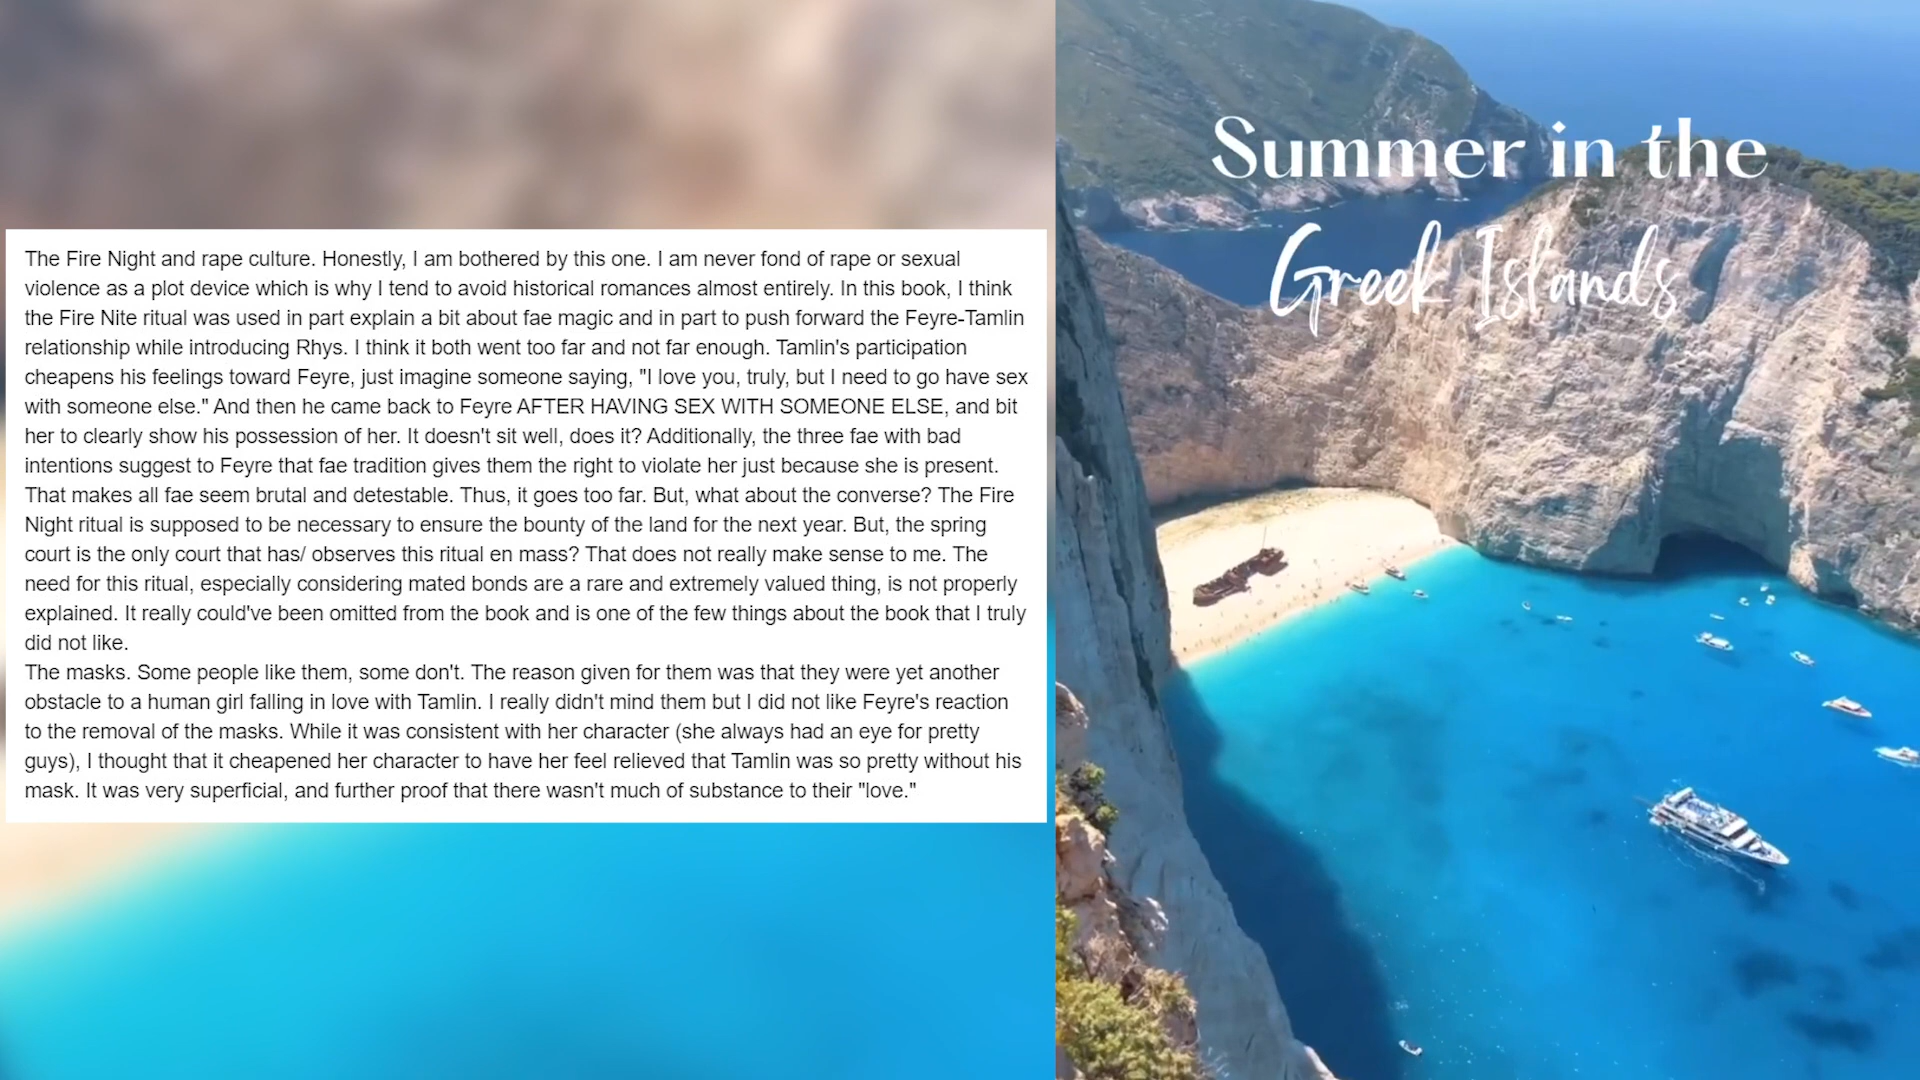 The Fire Night and rape culture. Honestly, I am bothered by this one. I am never fond of rape or sexual
violence as a plot device which is why I tend to avoid historical romances almost entirely. In this book, I think
the Fire Nite ritual was used in part explain a bit about fae magic and in part to push forward the Feyre-Tamlin
relationship while introducing Rhys. I think it both went too far and not far enough. Tamlin's participation
cheapens his feelings toward Feyre, just imagine someone saying, "I love you, truly, but I need to go have sex
with someone else." And then he came back to Feyre AFTER HAVING SEX WITH SOMEONE ELSE, and bit
her to clearly show his possession of her. It doesn't sit well, does it? Additionally, the three fae with bad
intentions suggest to Feyre that fae tradition gives them the right to violate her just because she is present.
That makes all fae seem brutal and detestable. Thus, it goes too far. But, what about the converse? The Fire
Night ritual is supposed to be necessary to ensure the bounty of the land for the next year. But, the spring
court is the only court that has/ observes this ritual en mass? That does not really make sense to me. The
need for this ritual, especially considering mated bonds are a rare and extremely valued thing, is not properly
explained. It really could've been omitted from the book and is one of the few things about the book that I truly
did not like.
The masks. Some people like them, some don't. The reason given for them was that they were yet another
obstacle to a human girl falling in love with Tamlin. I really didn't mind them but I did not like Feyre's reaction
to the removal of the masks. While it was consistent with her character (she always had an eye for pretty
guys), I thought that it cheapened her character to have her feel relieved that Tamlin was so pretty without his
mask. It was very superficial, and further proof that there wasn't much of substance to their "love."
Summer in the
Greek Islands